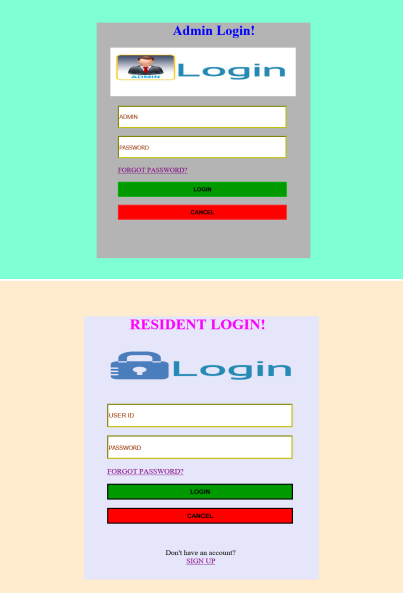 Admin Login!
ADMIN
Login
ADMIN
PASSWORD
FORGOT PASSWORD?
LOGIN
CANCEL
RESIDENT LOGIN!
Login
USER ID
PASSWORD
FORGOT PASSWORD?
LOGIN
CANCEL
Don't have an account?
SIGN UP